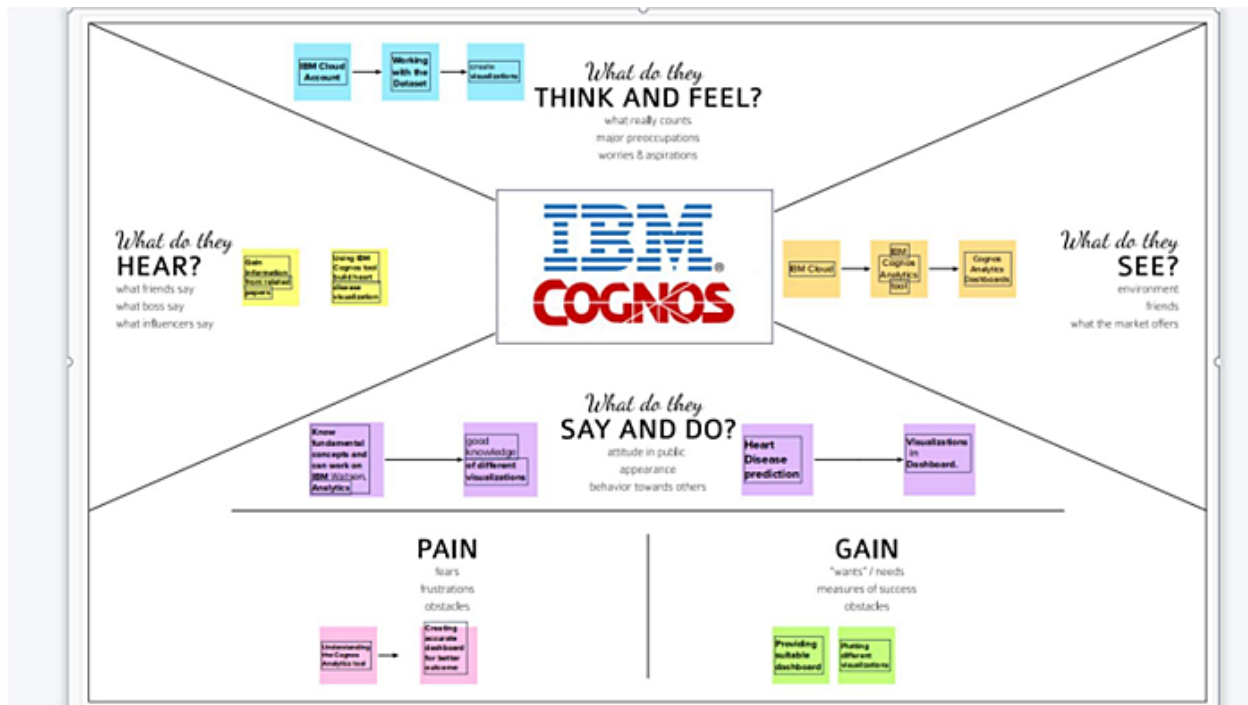 IBM Cloud
Account
Working
with the
Dataset
create
visualizations
What do they
THINK AND FEEL?
what really counts
major preoccupations
worries & aspirations
What do they
HEAR?
what friends say
what boss say
what influencers say
Gain
information
from related
papers
Using IBM
Cognos tool
build heart
disease
visualization
IBM®
COGNOS
IBM Cloud
IBM
Cognos
Analytics
tool
Cognos
Analytics
Dashboards
What do they
SEE?
environment
friends
what the market offers
What do they
SAY AND DO?
attitude in public
appearance
behavior towards others
Know
fundamental
concepts and
can work on
IBM Watson,
Analytics
good
knowledge
of different
visualizations
Heart
Disease
prediction
Visualizations
in
Dashboard.
PAIN
fears
frustrations
obstacles
Understanding
the Cognos
Analytics tool
Creating
accurate
dashboard
for better
outcome
GAIN
"wants" / needs
measures of success
obstacles
Providing
suitable
dashboard
Plotting
different
visualizations